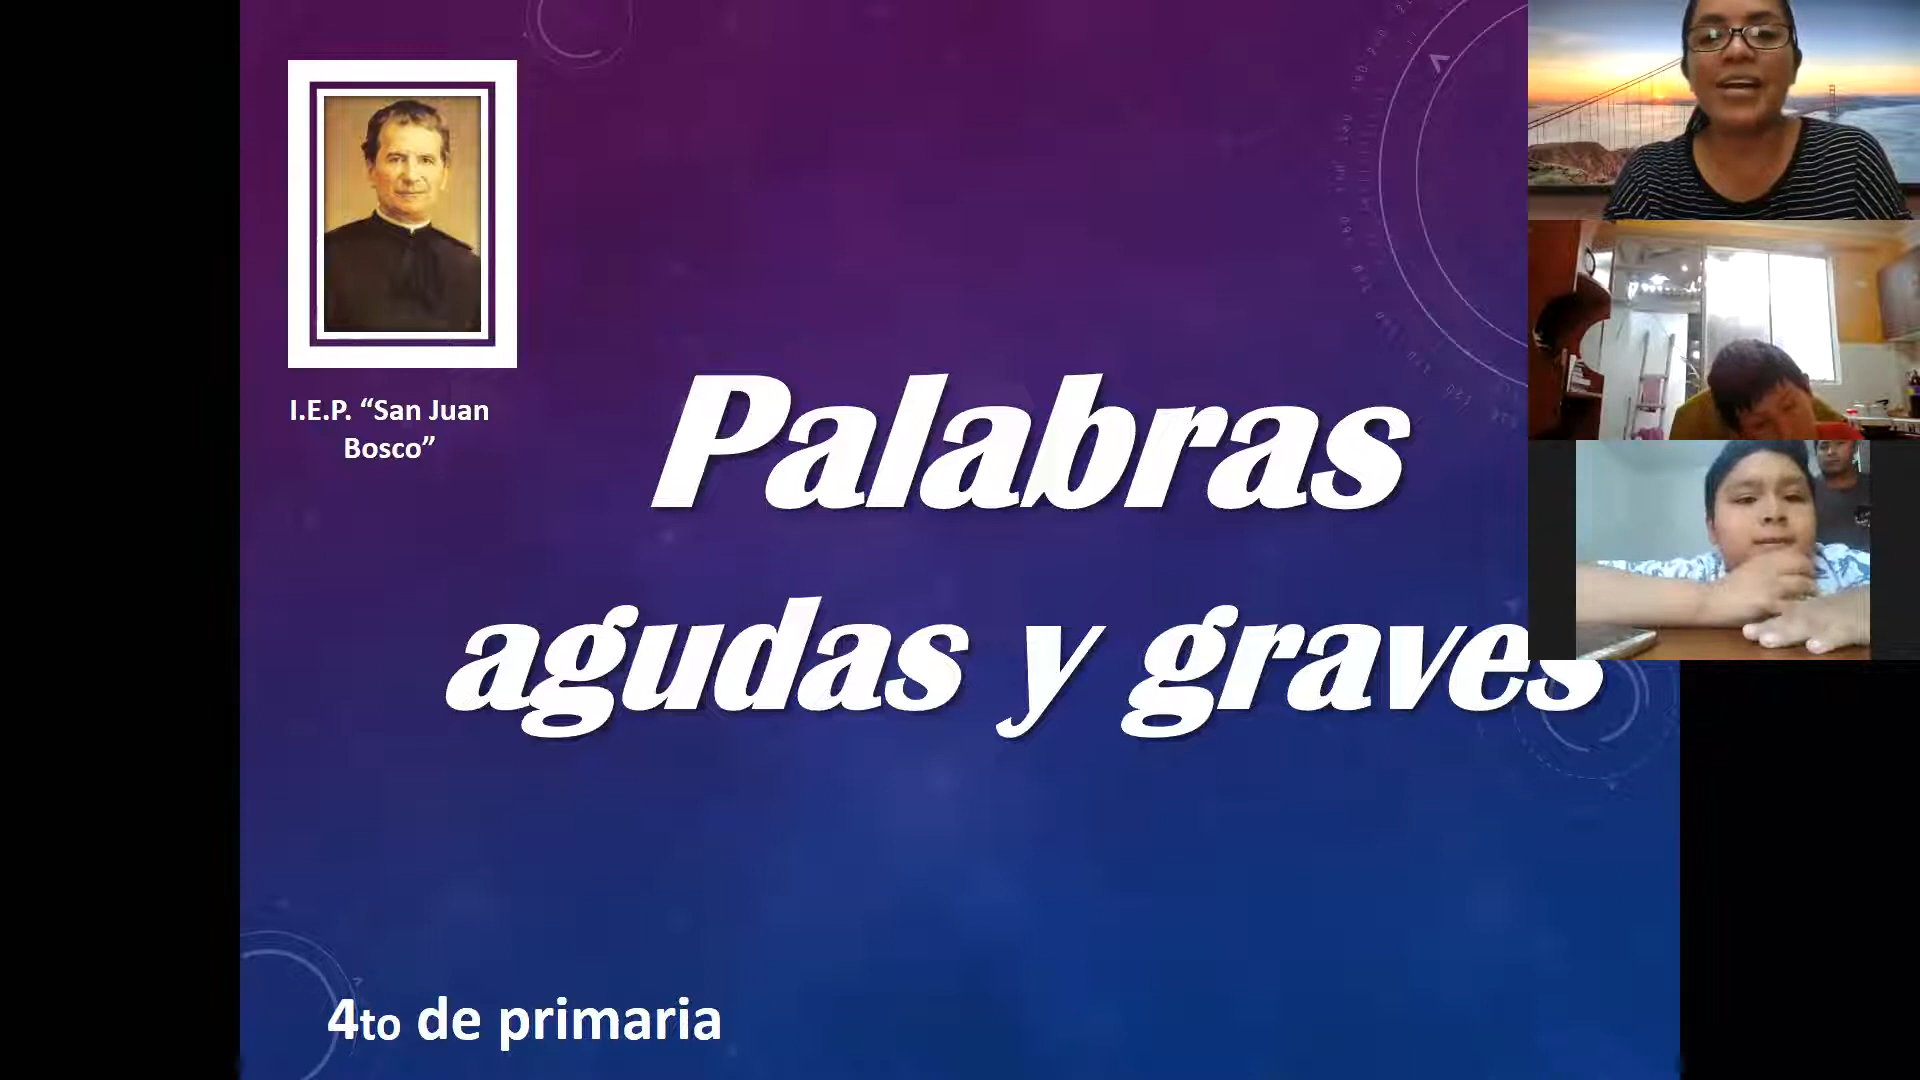 I.E.P. “San Juan
Bosco”
Palabras
agudas y graves
4to de primaria